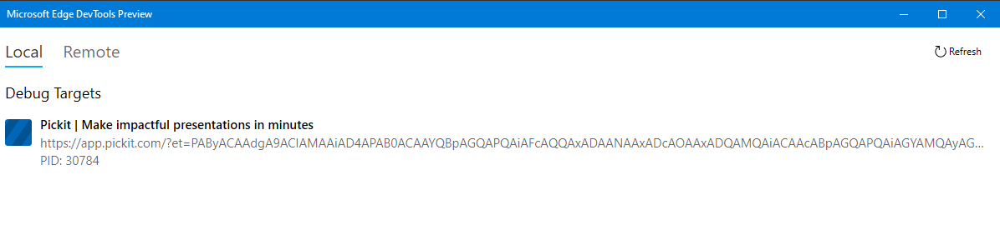 Microsoft Edge DevTools Preview
Local Remote
Refresh
Debug Targets
Pickit | Make impactful presentations in minutes
https://app.pickit.com/?et=PAByACAAdgA9ACIAMAAiAD4APAB0ACAAYQBpAGQAPQAiAFcAQQAxADAANAAxADcAOAAxADQAMQAiACAAcABpAGQAPQAiAGYAMQAyAG...
PID: 30784